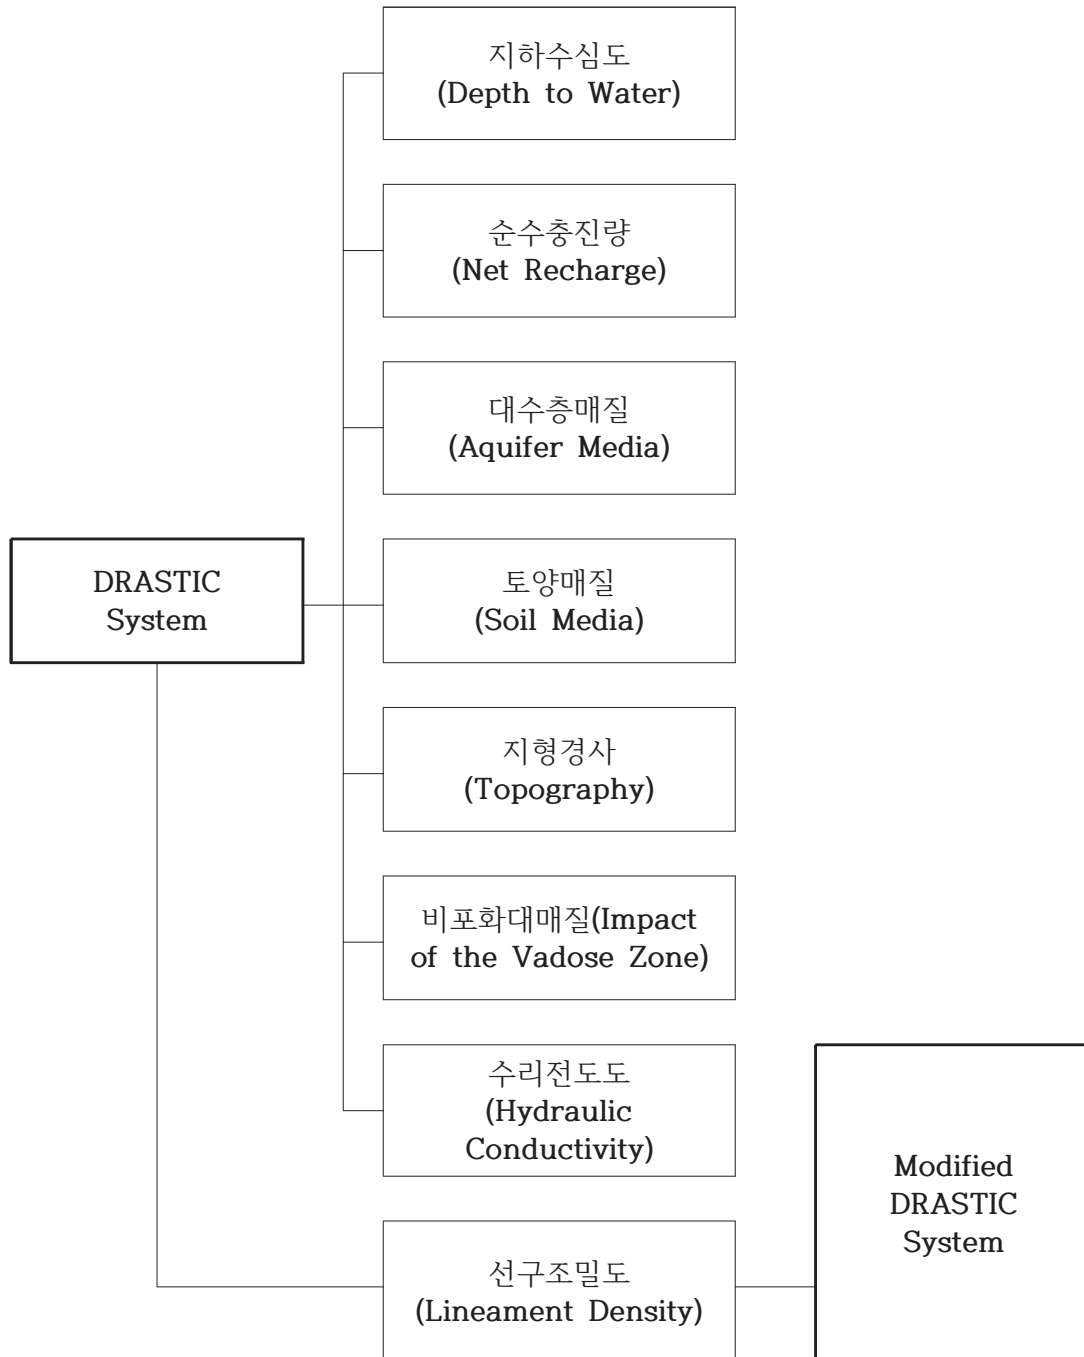 지하수심도
(Depth to Water)
순수충진량
(Net Recharge)
대수층매질
(Aquifer Media)
DRASTIC
System
토양매질
(Soil Media)
지형경사
(Topography)
비포화대매질(Impact
of the Vadose Zone)
수리전도도
(Hydraulic
Conductivity)
Modified
DRASTIC
System
선구조밀도
(Lineament Density)